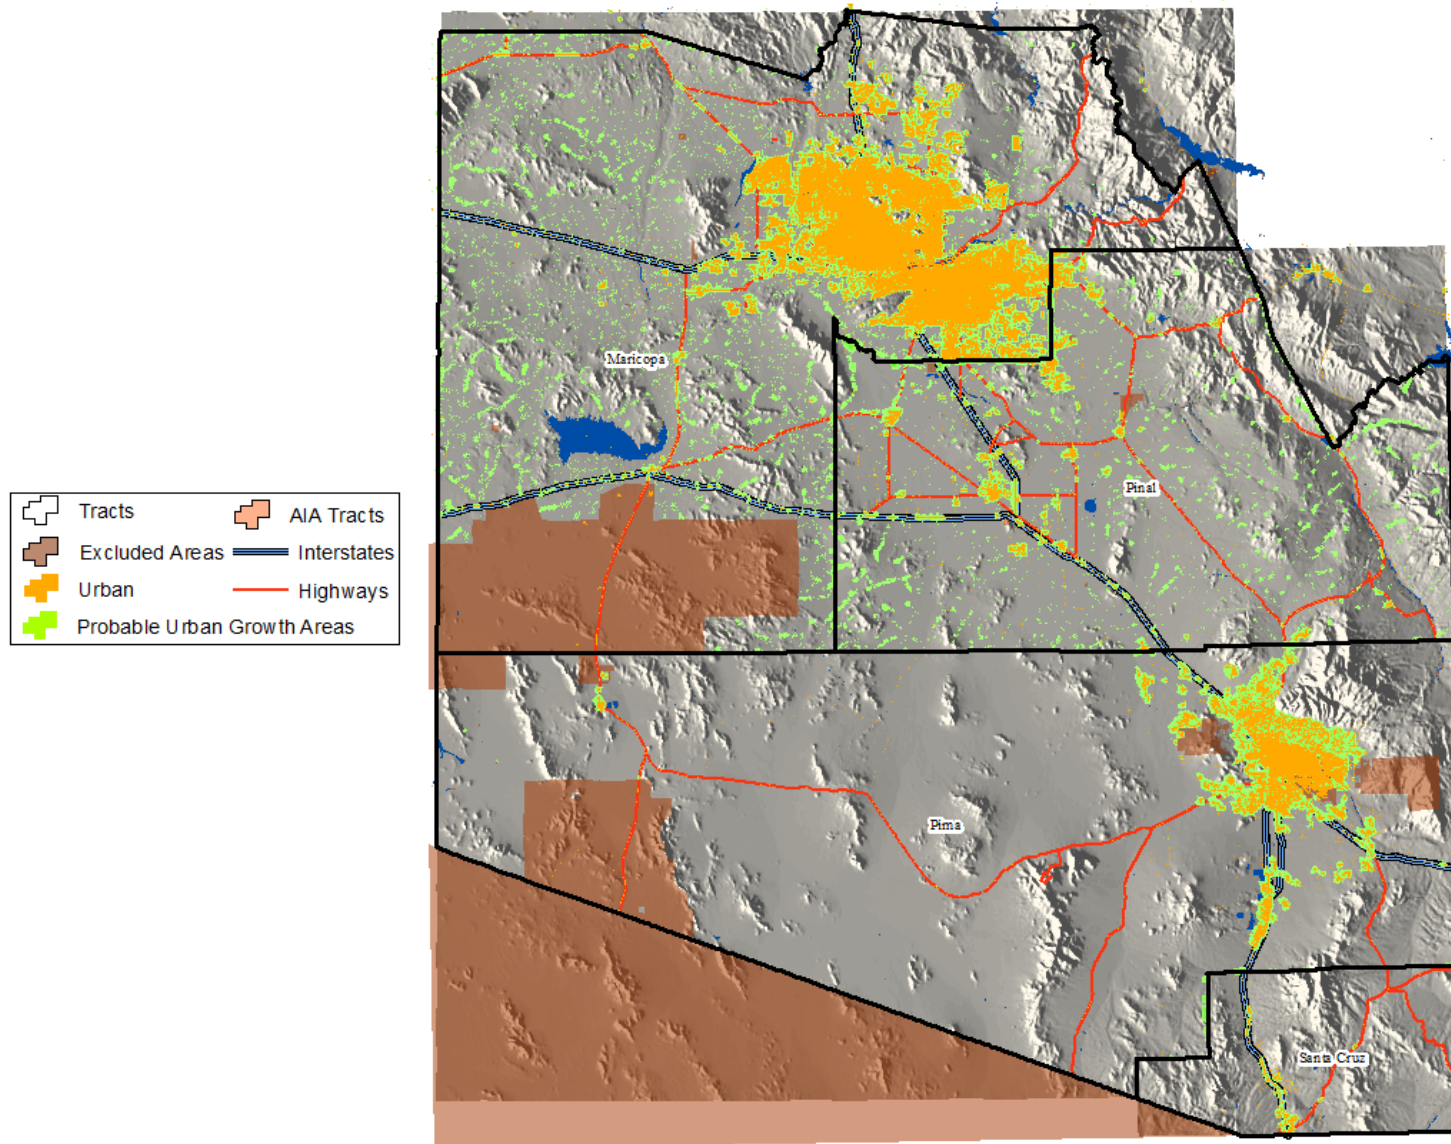 Maricopa
Tracts
AIA Tracts
Excluded Areas
Interstates
Urban
Highways
Probable Urban Growth Areas
Pinal
Pima
Santa Cruz